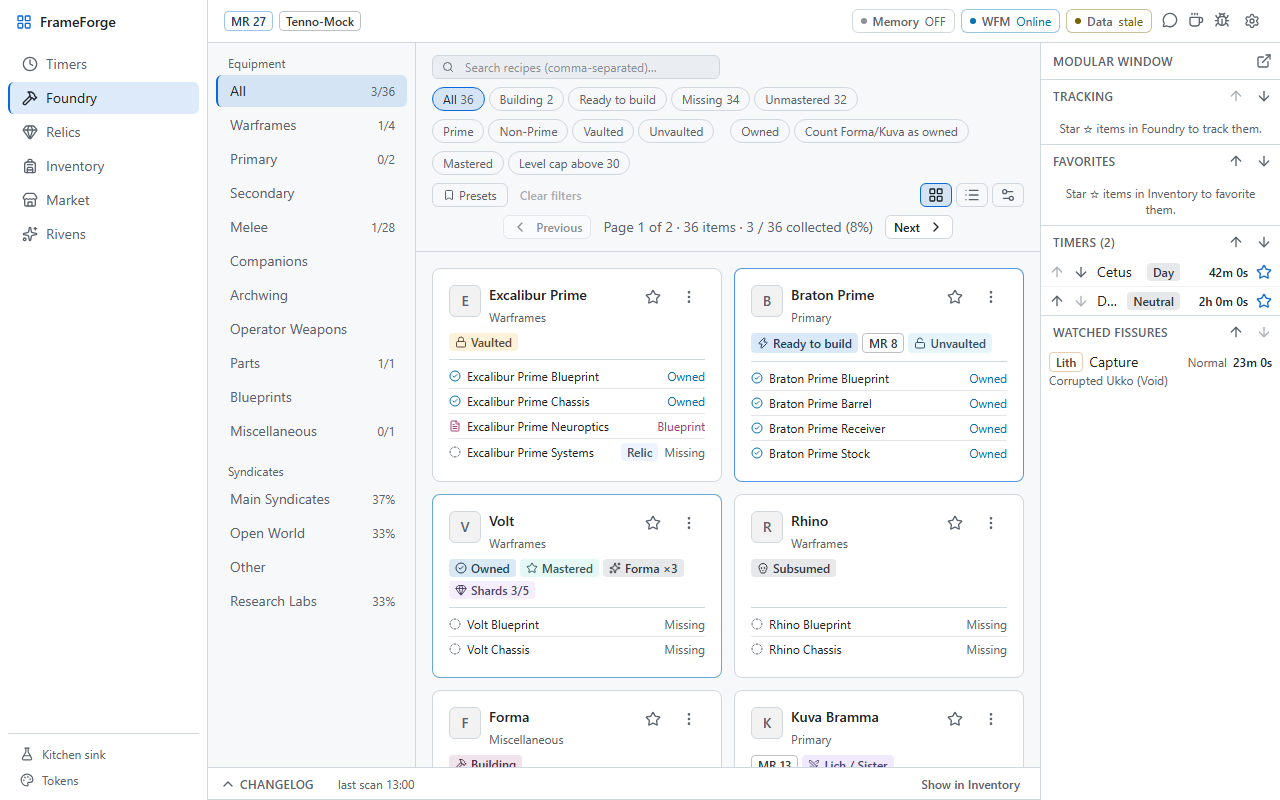 FrameForge
MR 27
Tenno-Mock
Memory OFF
WFM Online
Data stale
Timers
Foundry
Relics
Inventory
Market
Rivens
Kitchen sink
Tokens
Equipment
All 3/36
Warframes 1/4
Primary 0/2
Secondary
Melee 1/28
Companions
Archwing
Operator Weapons
Parts 1/1
Blueprints
Miscellaneous 0/1
Syndicates
Main Syndicates 37%
Open World 33%
Other
Research Labs 33%
Search recipes (comma-separated)...
All 36 Building 2 Ready to build Missing 34 Unmastered 32
Prime Non-Prime Vaulted Unvaulted Owned Count Forma/Kuva as owned
Mastered Level cap above 30
Presets Clear filters
Previous Page 1 of 2 · 36 items · 3 / 36 collected (8%) Next
E
Excalibur Prime
Warframes
Vaulted
Excalibur Prime Blueprint Owned
Excalibur Prime Chassis Owned
Excalibur Prime Neuroptics Blueprint
Excalibur Prime Systems Relic Missing
B
Braton Prime
Primary
Ready to build MR 8 Unvaulted
Braton Prime Blueprint Owned
Braton Prime Barrel Owned
Braton Prime Receiver Owned
Braton Prime Stock Owned
V
Volt
Warframes
Owned Mastered Forma ×3
Shards 3/5
Volt Blueprint Missing
Volt Chassis Missing
R
Rhino
Warframes
Subsumed
Rhino Blueprint Missing
Rhino Chassis Missing
F
Forma
Miscellaneous
Building
K
Kuva Bramma
Primary
MR 13 Lich / Sister
CHANGELOG last scan 13:00 Show in Inventory
MODULAR WINDOW
TRACKING
Star ☆ items in Foundry to track them.
FAVORITES
Star ☆ items in Inventory to favorite
them.
TIMERS (2)
Cetus Day 42m 0s
D... Neutral 2h 0m 0s
WATCHED FISSURES
Lith Capture Normal 23m 0s
Corrupted Ukko (Void)